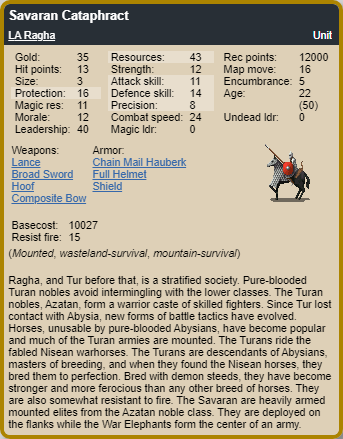 Savaran Cataphract
LA Ragha Unit
Gold: 35 Resources: 43 Rec points: 12000
Hit points: 13 Strength: 12 Map move: 16
Size: 3 Attack skill: 11 Encumbrance: 5
Protection: 16 Defence skill: 14 Age: 22
Magic res: 11 Precision: 8 (50)
Morale: 12 Combat speed: 24 Undead ldr: 0
Leadership: 40 Magic ldr: 0
Weapons: Armor:
Lance Chain Mail Hauberk
Broad Sword Full Helmet
Hoof Shield
Composite Bow
Basecost: 10027
Resist fire: 15
(Mounted, wasteland-survival, mountain-survival)
Ragha, and Tur before that, is a stratified society. Pure-blooded
Turan nobles avoid intermingling with the lower classes. The Turan
nobles, Azatan, form a warrior caste of skilled fighters. Since Tur lost
contact with Abysia, new forms of battle tactics have evolved.
Horses, unusable by pure-blooded Abysians, have become popular
and much of the Turan armies are mounted. The Turans ride the
fabled Nisean warhorses. The Turans are descendants of Abysians,
masters of breeding, and when they found the Nisean horses, they
bred them to perfection. Bred with demon steeds, they have become
stronger and more ferocious than any other breed of horses. They
are also somewhat resistant to fire. The Savaran are heavily armed
mounted elites from the Azatan noble class. They are deployed on
the flanks while the War Elephants form the center of an army.